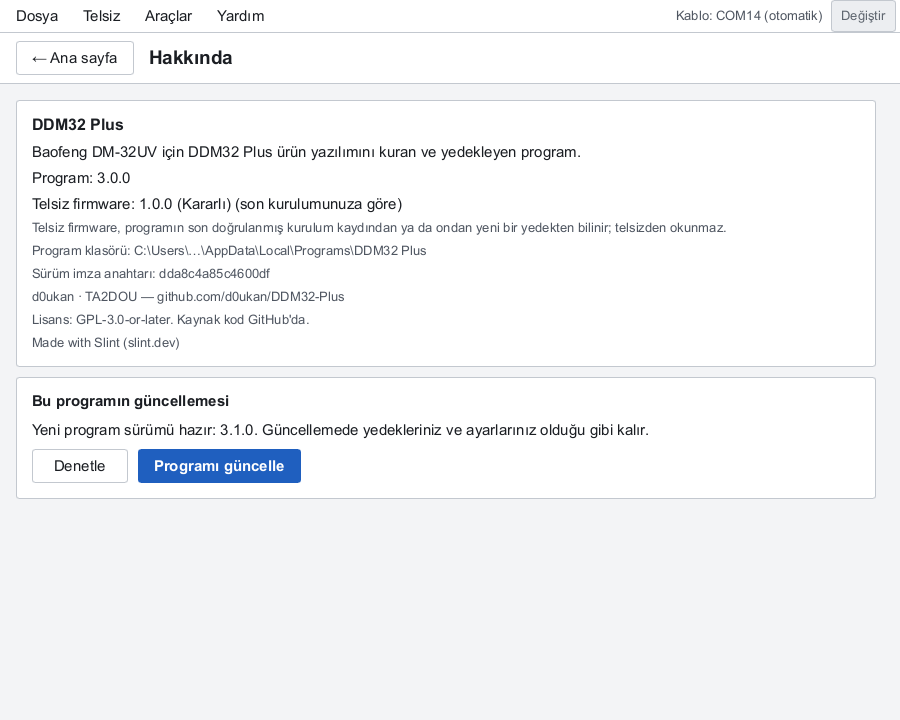 Dosya Telsiz Araçlar Yardım Kablo: COM14 (otomatik) Değiştir
← Ana sayfa Hakkında
DDM32 Plus
Baofeng DM-32UV için DDM32 Plus ürün yazılımını kuran ve yedekleyen program.
Program: 3.0.0
Telsiz firmware: 1.0.0 (Kararlı) (son kurulumunuza göre)
Telsiz firmware, programın son doğrulanmış kurulum kaydından ya da ondan yeni bir yedekten bilinir; telsizden okunmaz.
Program klasörü: C:\Users\…\AppData\Local\Programs\DDM32 Plus
Sürüm imza anahtarı: dda8c4a85c4600df
d0ukan · TA2DOU — github.com/d0ukan/DDM32-Plus
Lisans: GPL-3.0-or-later. Kaynak kod GitHub'da.
Made with Slint (slint.dev)
Bu programın güncellemesi
Yeni program sürümü hazır: 3.1.0. Güncellemede yedekleriniz ve ayarlarınız olduğu gibi kalır.
Denetle Programı güncelle